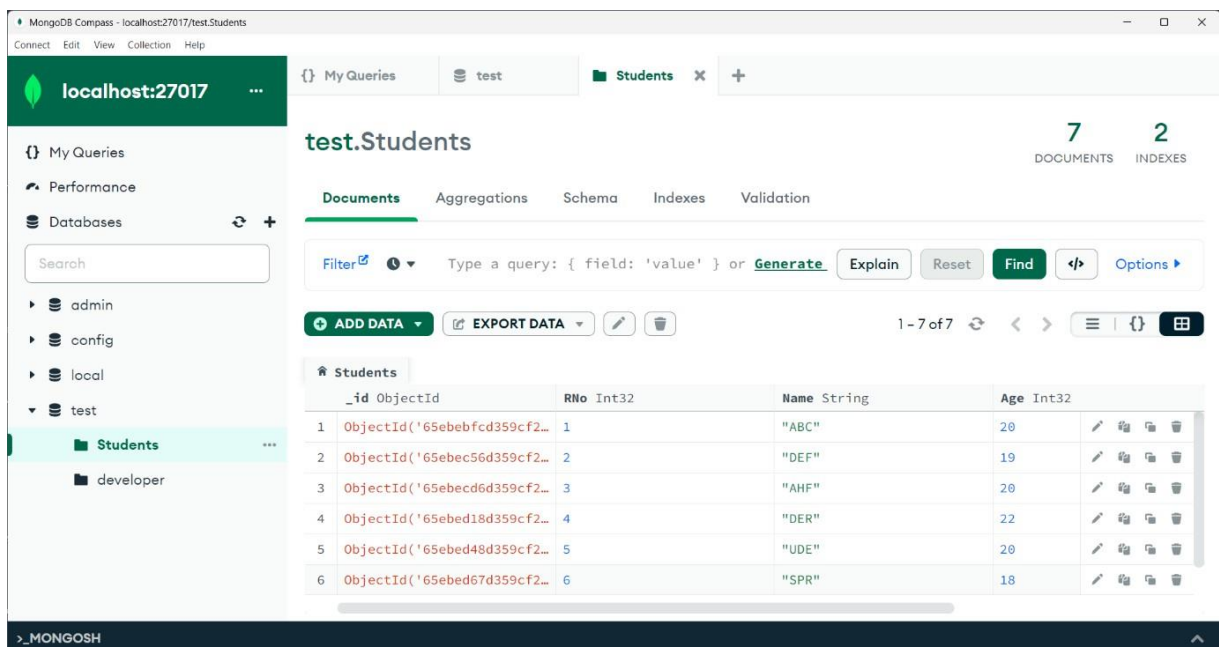 MongoDB Compass - localhost:27017/test.Students
Connect Edit View Collection Help
localhost:27017 ...
{} My Queries
Performance
Databases
Search
admin
config
local
test
Students ...
developer
{} My Queries test Students
test.Students
7 DOCUMENTS
2 INDEXES
Documents Aggregations Schema Indexes Validation
Filter Type a query: { field: 'value' } or Generate Explain Reset Find </> Options
ADD DATA EXPORT DATA 1 – 7 of 7 {}
Students
_id ObjectId RNo Int32 Name String Age Int32
1 ObjectId('65ebebfcd359cf2… 1 "ABC" 20
2 ObjectId('65ebec56d359cf2… 2 "DEF" 19
3 ObjectId('65ebecd6d359cf2… 3 "AHF" 20
4 ObjectId('65ebed18d359cf2… 4 "DER" 22
5 ObjectId('65ebed48d359cf2… 5 "UDE" 20
6 ObjectId('65ebed67d359cf2… 6 "SPR" 18
>_MONGOSH